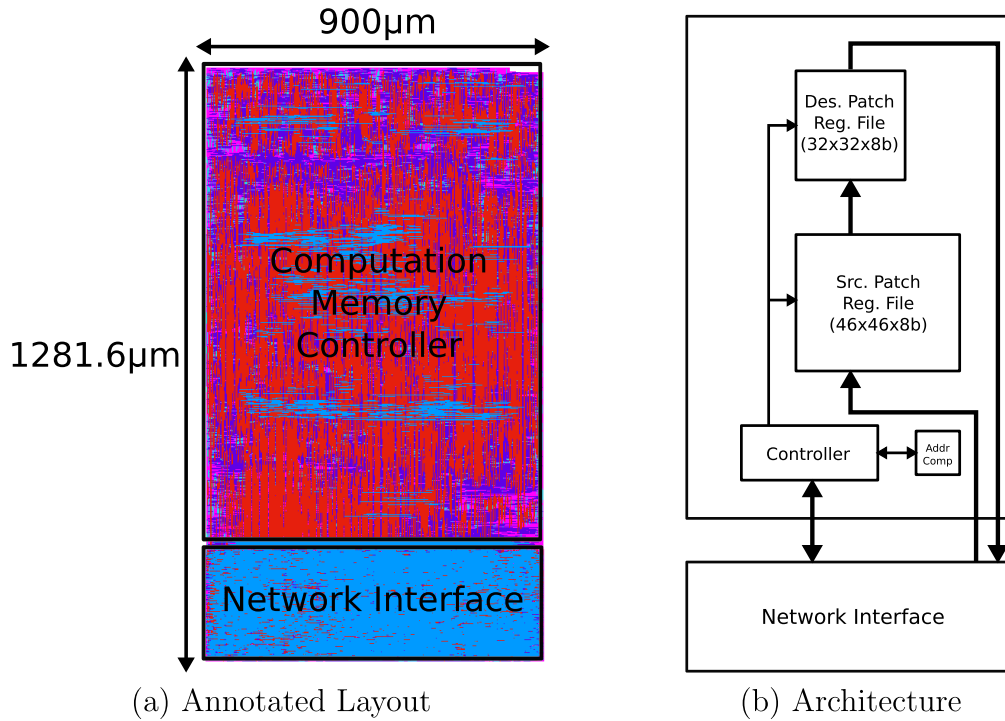 900μm
1281.6μm
Computation
Memory
Controller
Network Interface
(a) Annotated Layout
Des. Patch
Reg. File
(32x32x8b)
Src. Patch
Reg. File
(46x46x8b)
Controller
Addr
Comp
Network Interface
(b) Architecture